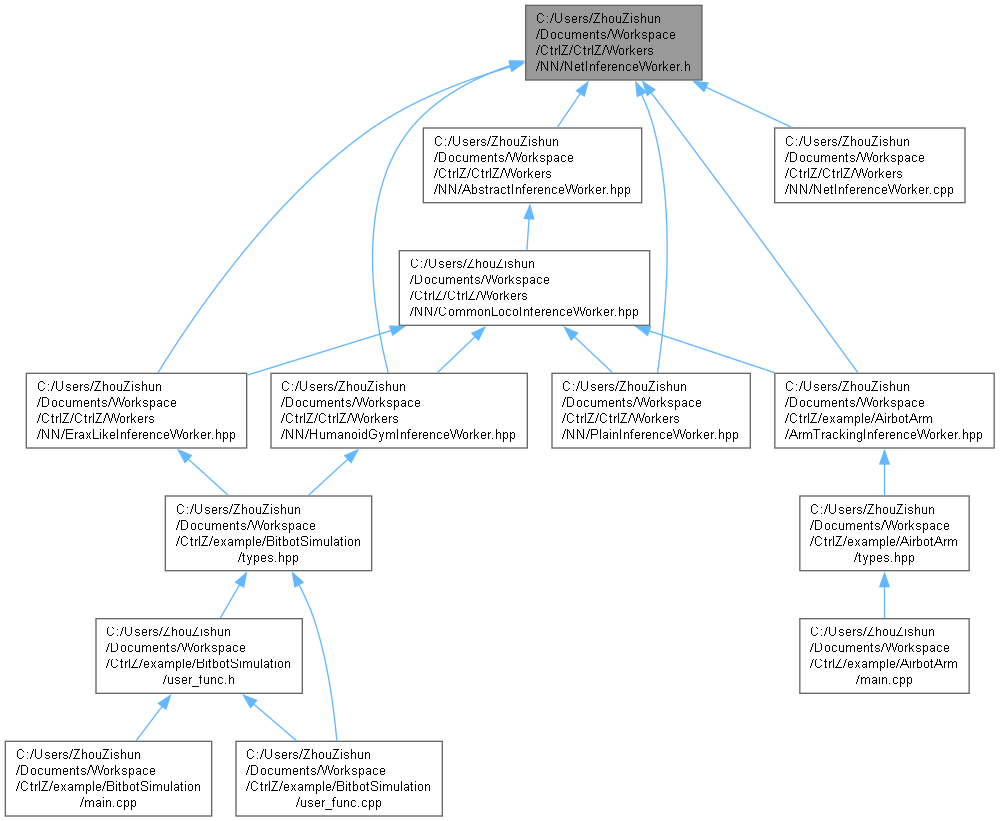 C:/Users/ZhouZishun
/Documents/Workspace
/CtrlZ/CtrlZ/Workers
/NN/NetInferenceWorker.h
C:/Users/ZhouZishun
/Documents/Workspace
/CtrlZ/CtrlZ/Workers
/NN/AbstractInferenceWorker.hpp
C:/Users/ZhouZishun
/Documents/Workspace
/CtrlZ/CtrlZ/Workers
/NN/NetInferenceWorker.cpp
C:/Users/ZhouZishun
/Documents/Workspace
/CtrlZ/CtrlZ/Workers
/NN/CommonLocoInferenceWorker.hpp
C:/Users/ZhouZishun
/Documents/Workspace
/CtrlZ/CtrlZ/Workers
/NN/EraxLikeInferenceWorker.hpp
C:/Users/ZhouZishun
/Documents/Workspace
/CtrlZ/CtrlZ/Workers
/NN/HumanoidGymInferenceWorker.hpp
C:/Users/ZhouZishun
/Documents/Workspace
/CtrlZ/CtrlZ/Workers
/NN/PlainInferenceWorker.hpp
C:/Users/ZhouZishun
/Documents/Workspace
/CtrlZ/example/AirbotArm
/ArmTrackingInferenceWorker.hpp
C:/Users/ZhouZishun
/Documents/Workspace
/CtrlZ/example/BitbotSimulation
/types.hpp
C:/Users/ZhouZishun
/Documents/Workspace
/CtrlZ/example/AirbotArm
/types.hpp
C:/Users/ZhouZishun
/Documents/Workspace
/CtrlZ/example/BitbotSimulation
/user_func.h
C:/Users/ZhouZishun
/Documents/Workspace
/CtrlZ/example/AirbotArm
/main.cpp
C:/Users/ZhouZishun
/Documents/Workspace
/CtrlZ/example/BitbotSimulation
/main.cpp
C:/Users/ZhouZishun
/Documents/Workspace
/CtrlZ/example/BitbotSimulation
/user_func.cpp